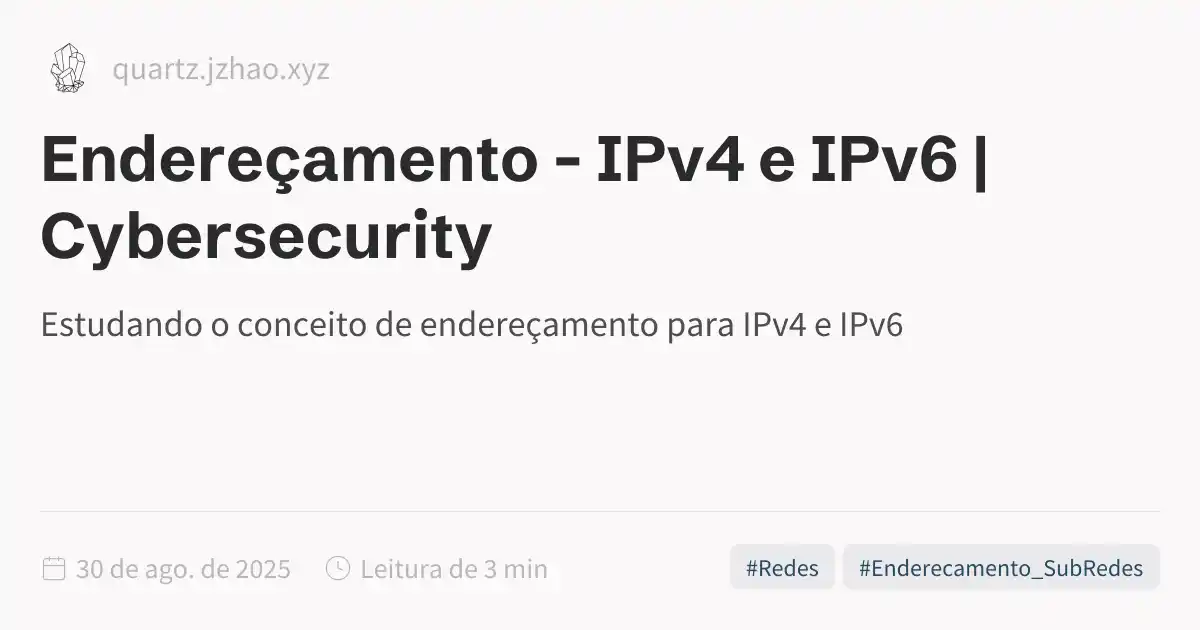 quartz.jzhao.xyz
Endereçamento - IPv4 e IPv6 |
Cybersecurity
Estudando o conceito de endereçamento para IPv4 e IPv6
30 de ago. de 2025 Leitura de 3 min #Redes #Enderecamento_SubRedes